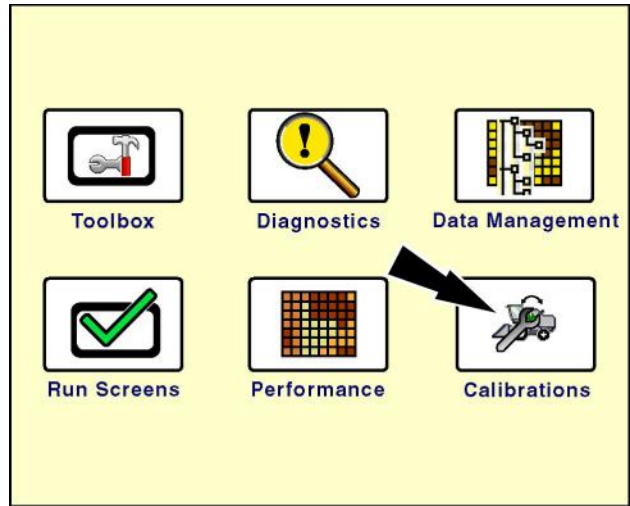 Toolbox
Diagnostics
Data Management
Run Screens
Performance
Calibrations